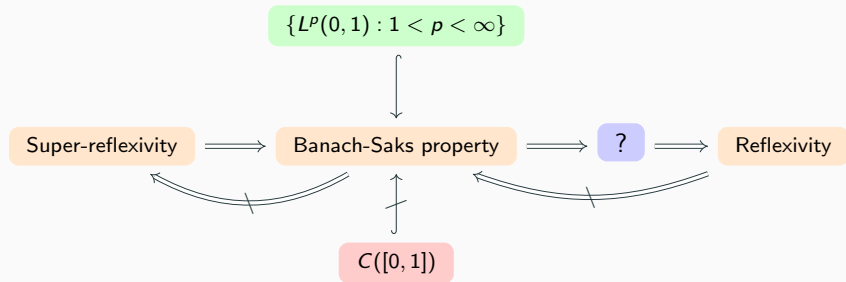 {L^p(0, 1) : 1 < p < ∞}
Super-reflexivity
Banach-Saks property
?
Reflexivity
C([0, 1])